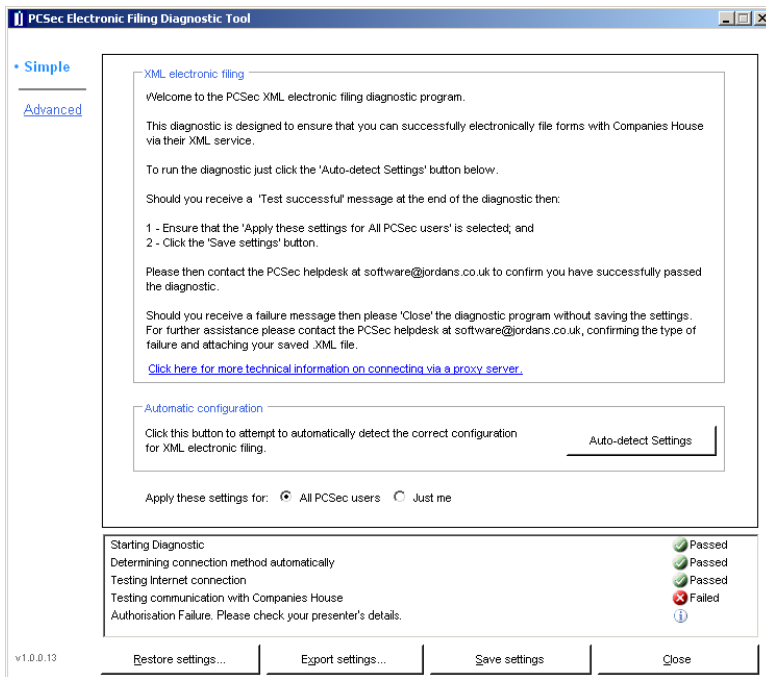 PCSec Electronic Filing Diagnostic Tool
• Simple
Advanced
XML electronic filing
Welcome to the PCSec XML electronic filing diagnostic program.
This diagnostic is designed to ensure that you can successfully electronically file forms with Companies House
via their XML service.
To run the diagnostic just click the 'Auto-detect Settings' button below.
Should you receive a 'Test successful' message at the end of the diagnostic then:
1 - Ensure that the 'Apply these settings for All PCSec users' is selected; and
2 - Click the 'Save settings' button.
Please then contact the PCSec helpdesk at software@jordans.co.uk to confirm you have successfully passed
the diagnostic.
Should you receive a failure message then please 'Close' the diagnostic program without saving the settings.
For further assistance please contact the PCSec helpdesk at software@jordans.co.uk, confirming the type of
failure and attaching your saved .XML file.
Click here for more technical information on connecting via a proxy server.
Automatic configuration
Click this button to attempt to automatically detect the correct configuration
for XML electronic filing.
Auto-detect Settings
Apply these settings for: All PCSec users Just me
Starting Diagnostic Passed
Determining connection method automatically Passed
Testing Internet connection Passed
Testing communication with Companies House Failed
Authorisation Failure. Please check your presenter's details.
v1.0.0.13 Restore settings... Export settings... Save settings Close